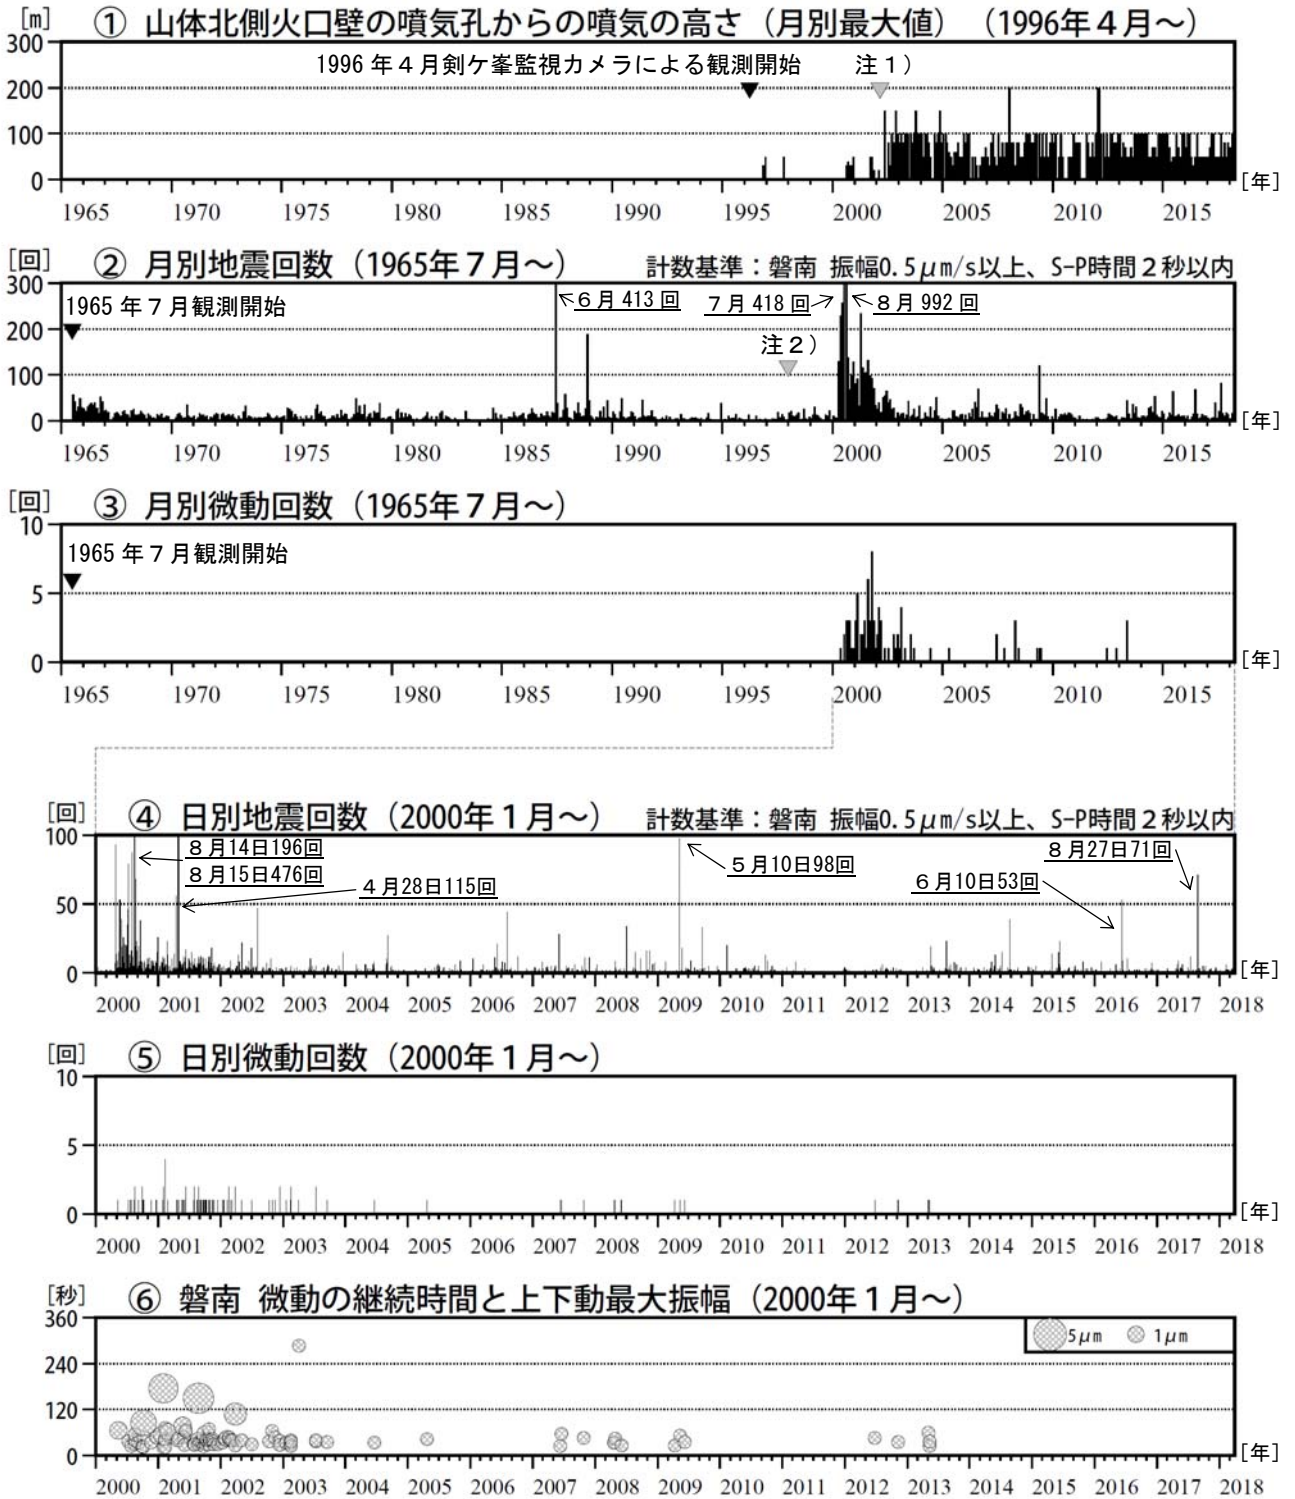 [m] ① 山体北側火口壁の噴気孔からの噴気の高さ（月別最大値）（1996年４月～）
300
1996 年４月剣ケ峯監視カメラによる観測開始 注１）
200
100
0
[年]
1965 1970 1975 1980 1985 1990 1995 2000 2005 2010 2015
[回] ② 月別地震回数（1965年７月～） 計数基準：磐南 振幅0.5μm/s以上、S-P時間２秒以内
300
1965 年７月観測開始 ６月 413 回 ７月 418 回 ８月 992 回
200
注２）
100
0
[年]
1965 1970 1975 1980 1985 1990 1995 2000 2005 2010 2015
[回] ③ 月別微動回数（1965年７月～）
10
1965 年７月観測開始
5
0
[年]
1965 1970 1975 1980 1985 1990 1995 2000 2005 2010 2015
[回] ④ 日別地震回数（2000年１月～） 計数基準：磐南 振幅0.5μm/s以上、S-P時間２秒以内
100
８月14日196回 ５月10日98回 ８月27日71回
８月15日476回 ４月28日115回 ６月10日53回
50
0
[年]
2000 2001 2002 2003 2004 2005 2006 2007 2008 2009 2010 2011 2012 2013 2014 2015 2016 2017 2018
[回] ⑤ 日別微動回数（2000年１月～）
10
5
0
[年]
2000 2001 2002 2003 2004 2005 2006 2007 2008 2009 2010 2011 2012 2013 2014 2015 2016 2017 2018
[秒] ⑥ 磐南 微動の継続時間と上下動最大振幅（2000年１月～）
360
5μm 1μm
240
120
0
[年]
2000 2001 2002 2003 2004 2005 2006 2007 2008 2009 2010 2011 2012 2013 2014 2015 2016 2017 2018